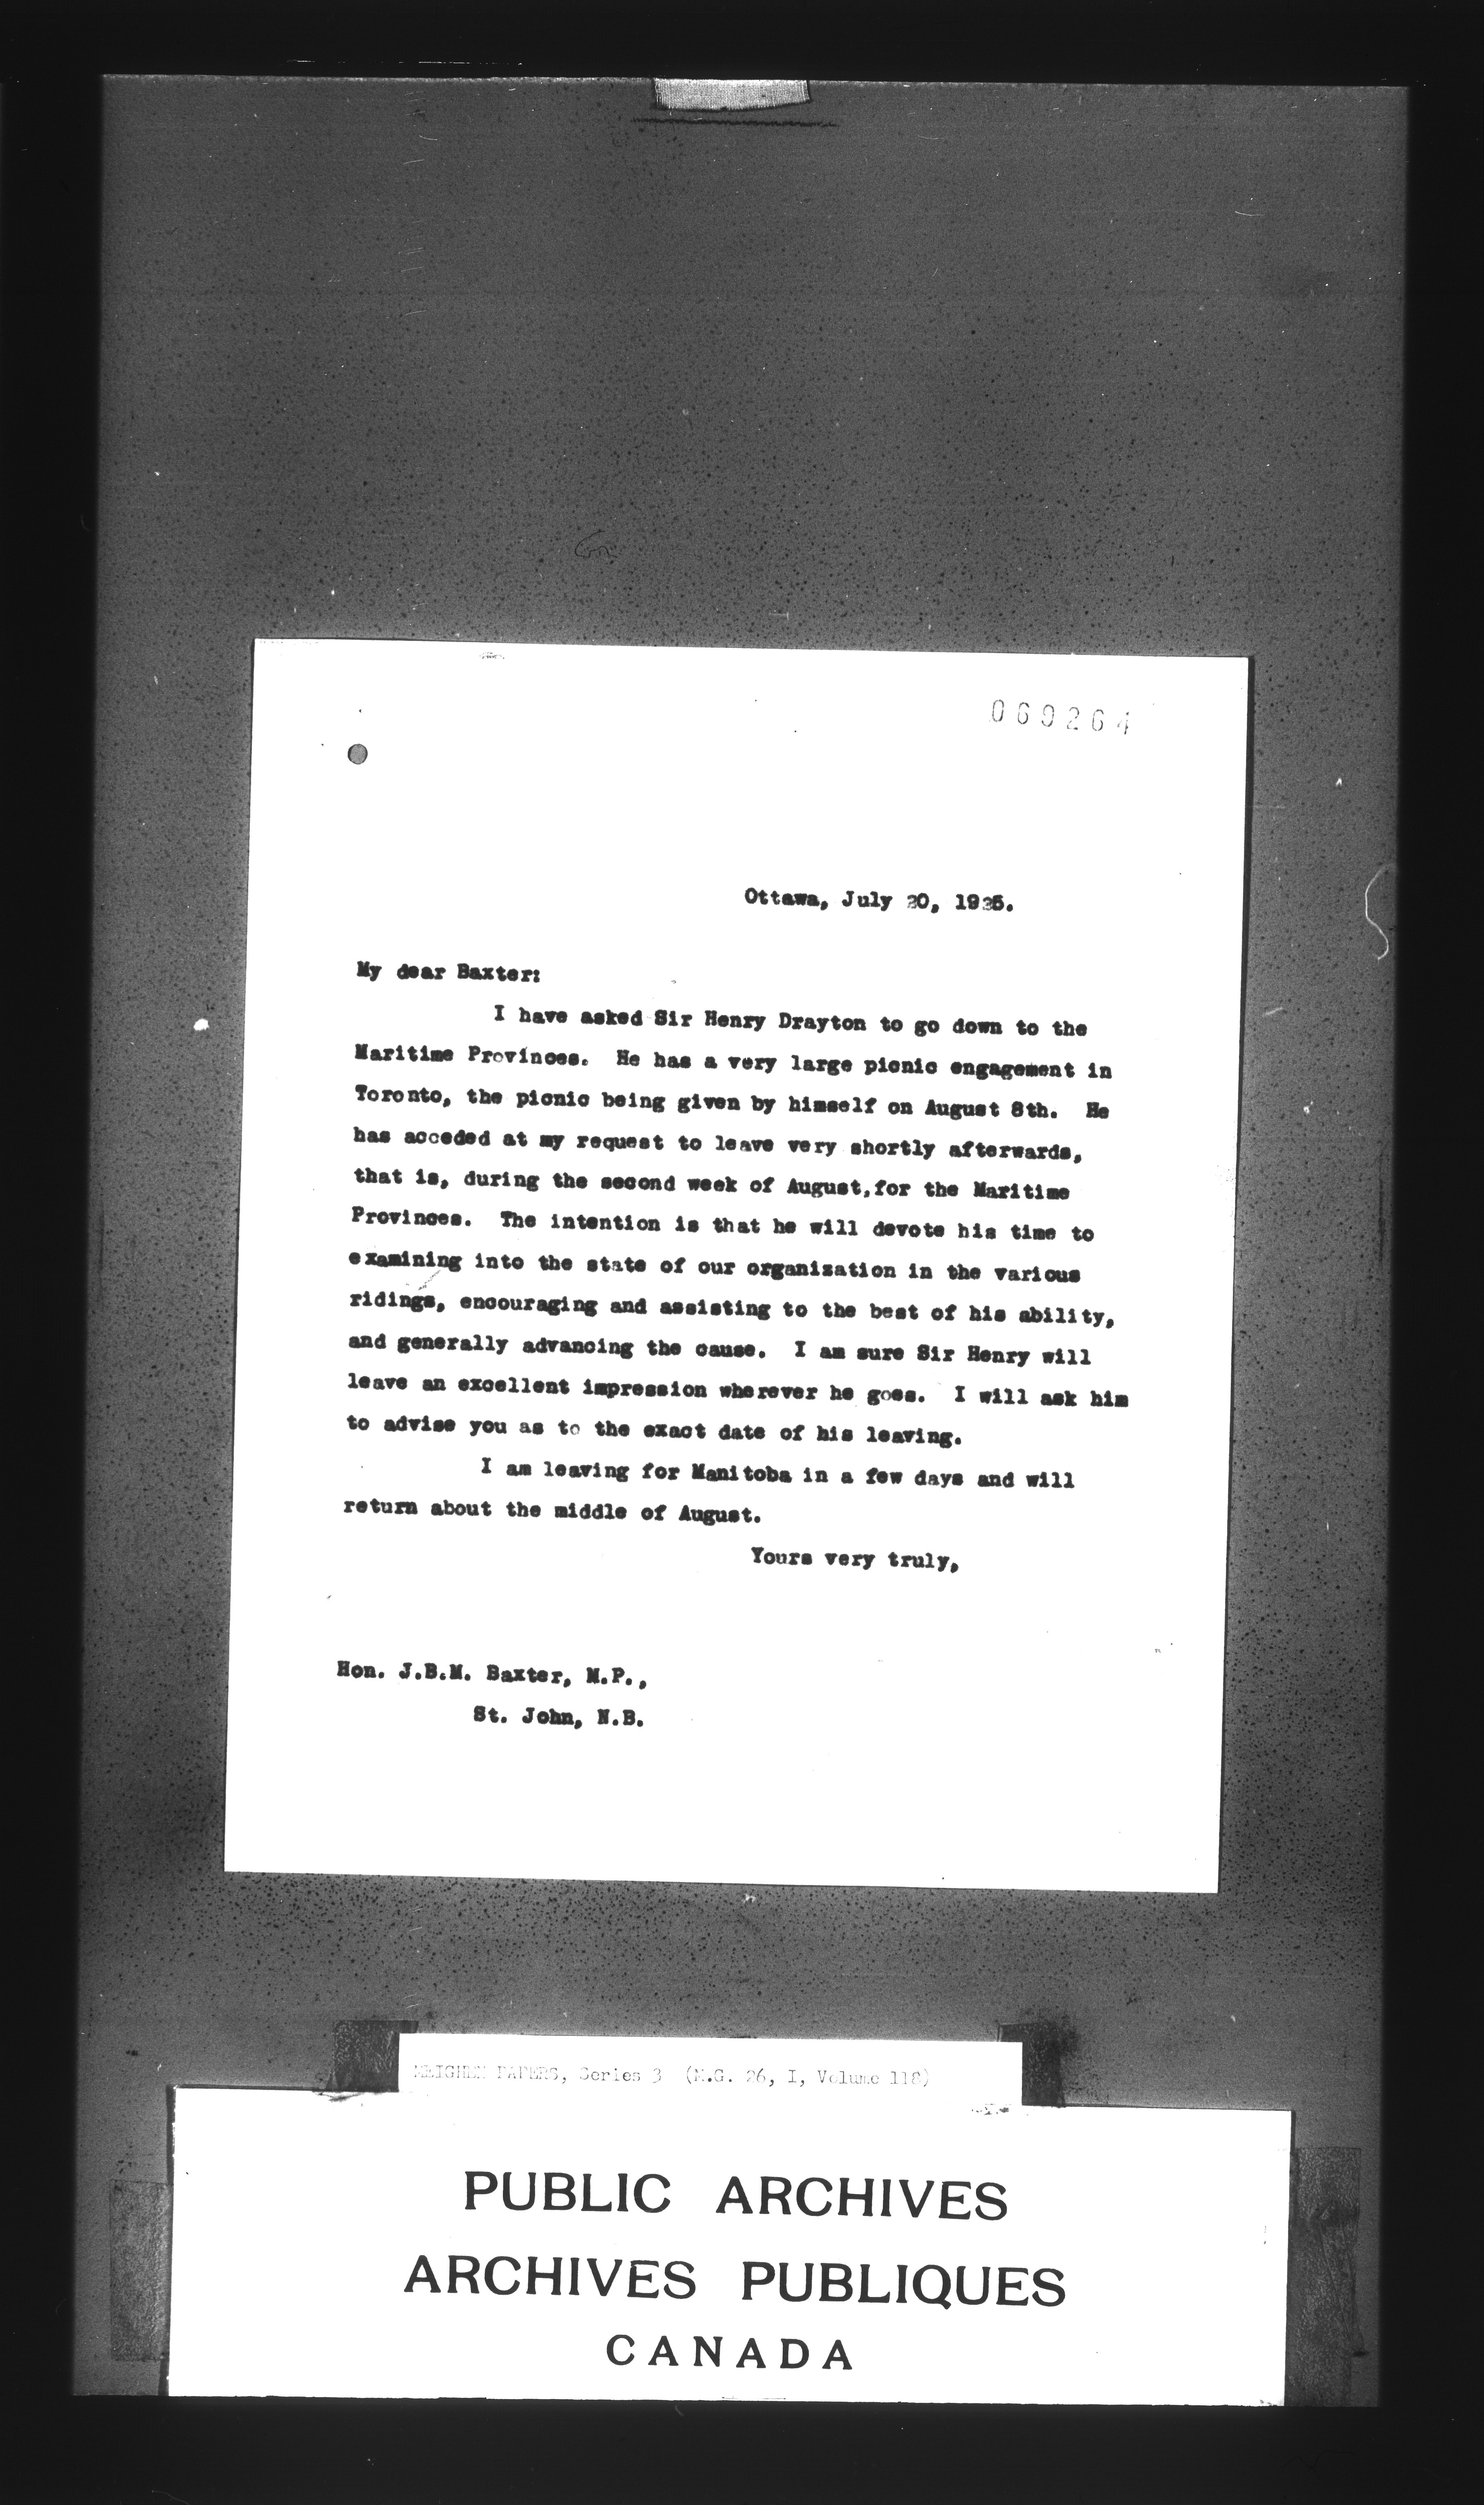 069264
Ottawa, July 20, 1925.
My dear Baxter:
I have asked Sir Henry Drayton to go down to the
Maritime Provinces. He has a very large picnic engagement in
Toronto, the picnic being given by himself on August 8th. He
has acceded at my request to leave very shortly afterwards,
that is, during the second week of August,for the Maritime
Provinces. The intention is that he will devote his time to
examining into the state of our organization in the various
ridings, encouraging and assisting to the best of his ability,
and generally advancing the cause. I am sure Sir Henry will
leave an excellent impression wherever he goes. I will ask him
to advise you as to the exact date of his leaving.
I am leaving for Manitoba in a few days and will
return about the middle of August.
Yours very truly,
Hon. J.B.M. Baxter, M.P.,
St. John, N.B.
MEIGHEN PAPERS, Series 3 (M.G. 26, I, Volume 118)
PUBLIC ARCHIVES
ARCHIVES PUBLIQUES
CANADA